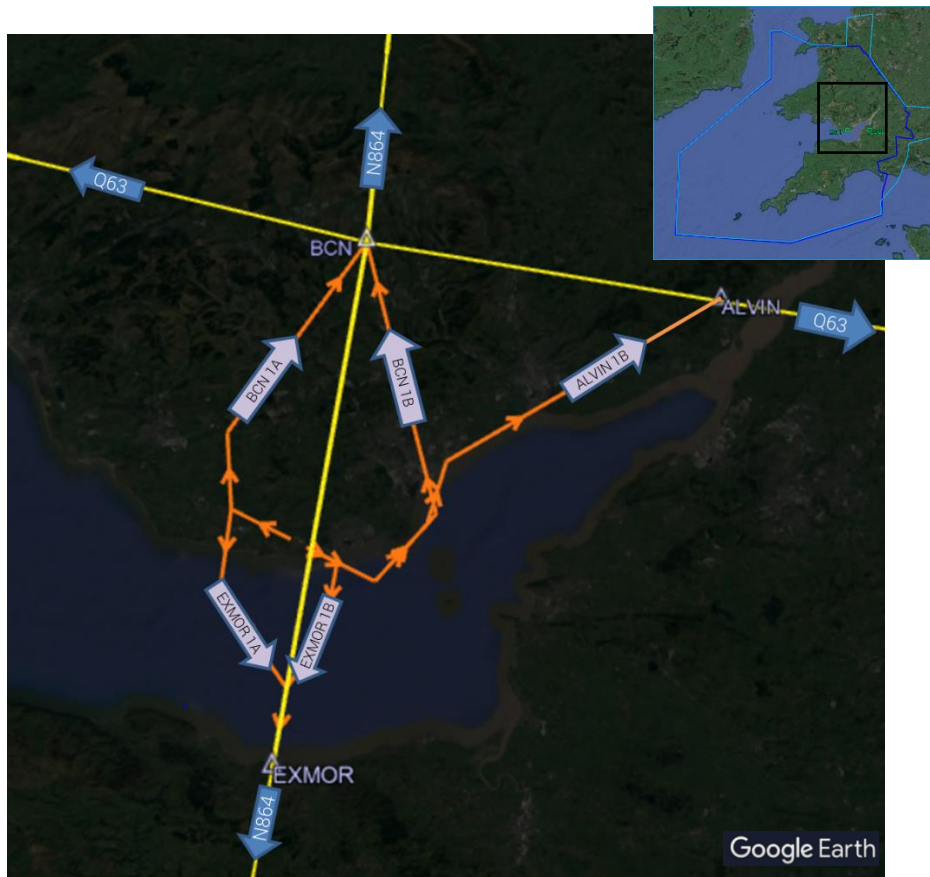 N864
Q63
BCN
ALVIN
Q63
BCN 1A
BCN 1B
ALVIN 1B
EXMOR 1A
EXMOR 1B
EXMOR
N864
Google Earth